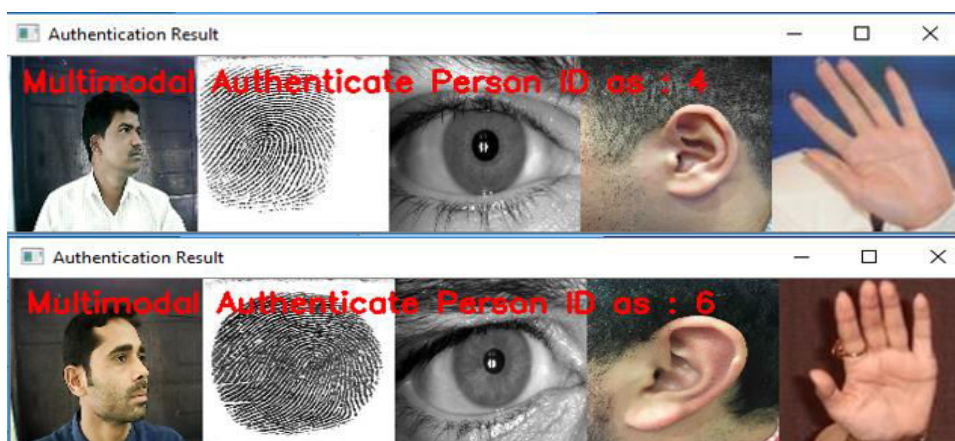 Authentication Result
Multimodal Authenticate Person ID as : 4
Authentication Result
Multimodal Authenticate Person ID as : 6